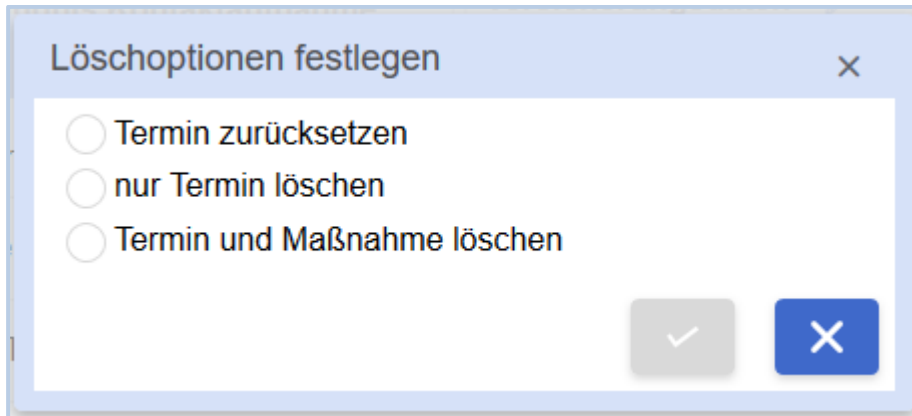 Löschoptionen festlegen
Termin zurücksetzen
nur Termin löschen
Termin und Maßnahme löschen